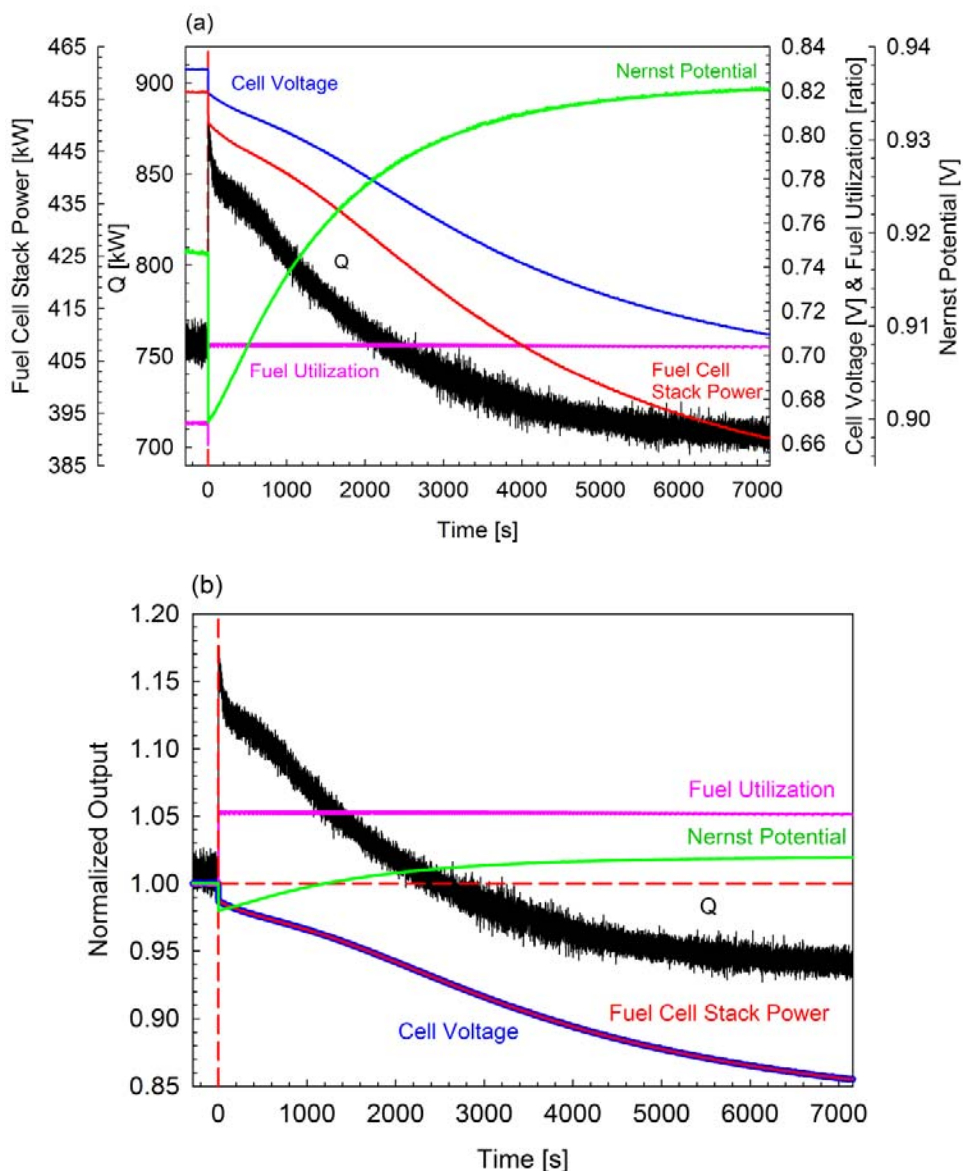 (a)
Fuel Cell Stack Power [kW]
465
455
445
435
425
415
405
395
385
Q [kW]
900
850
800
750
700
Cell Voltage
Nernst Potential
Q
Fuel Utilization
Fuel Cell
Stack Power
0.84
0.82
0.80
0.78
0.76
0.74
0.72
0.70
0.68
0.66
Cell Voltage [V] & Fuel Utilization [ratio]
0.94
0.93
0.92
0.91
0.90
Nernst Potential [V]
0 1000 2000 3000 4000 5000 6000 7000
Time [s]
(b)
Normalized Output
1.20
1.15
1.10
1.05
1.00
0.95
0.90
0.85
Fuel Utilization
Nernst Potential
Q
Fuel Cell Stack Power
Cell Voltage
0 1000 2000 3000 4000 5000 6000 7000
Time [s]